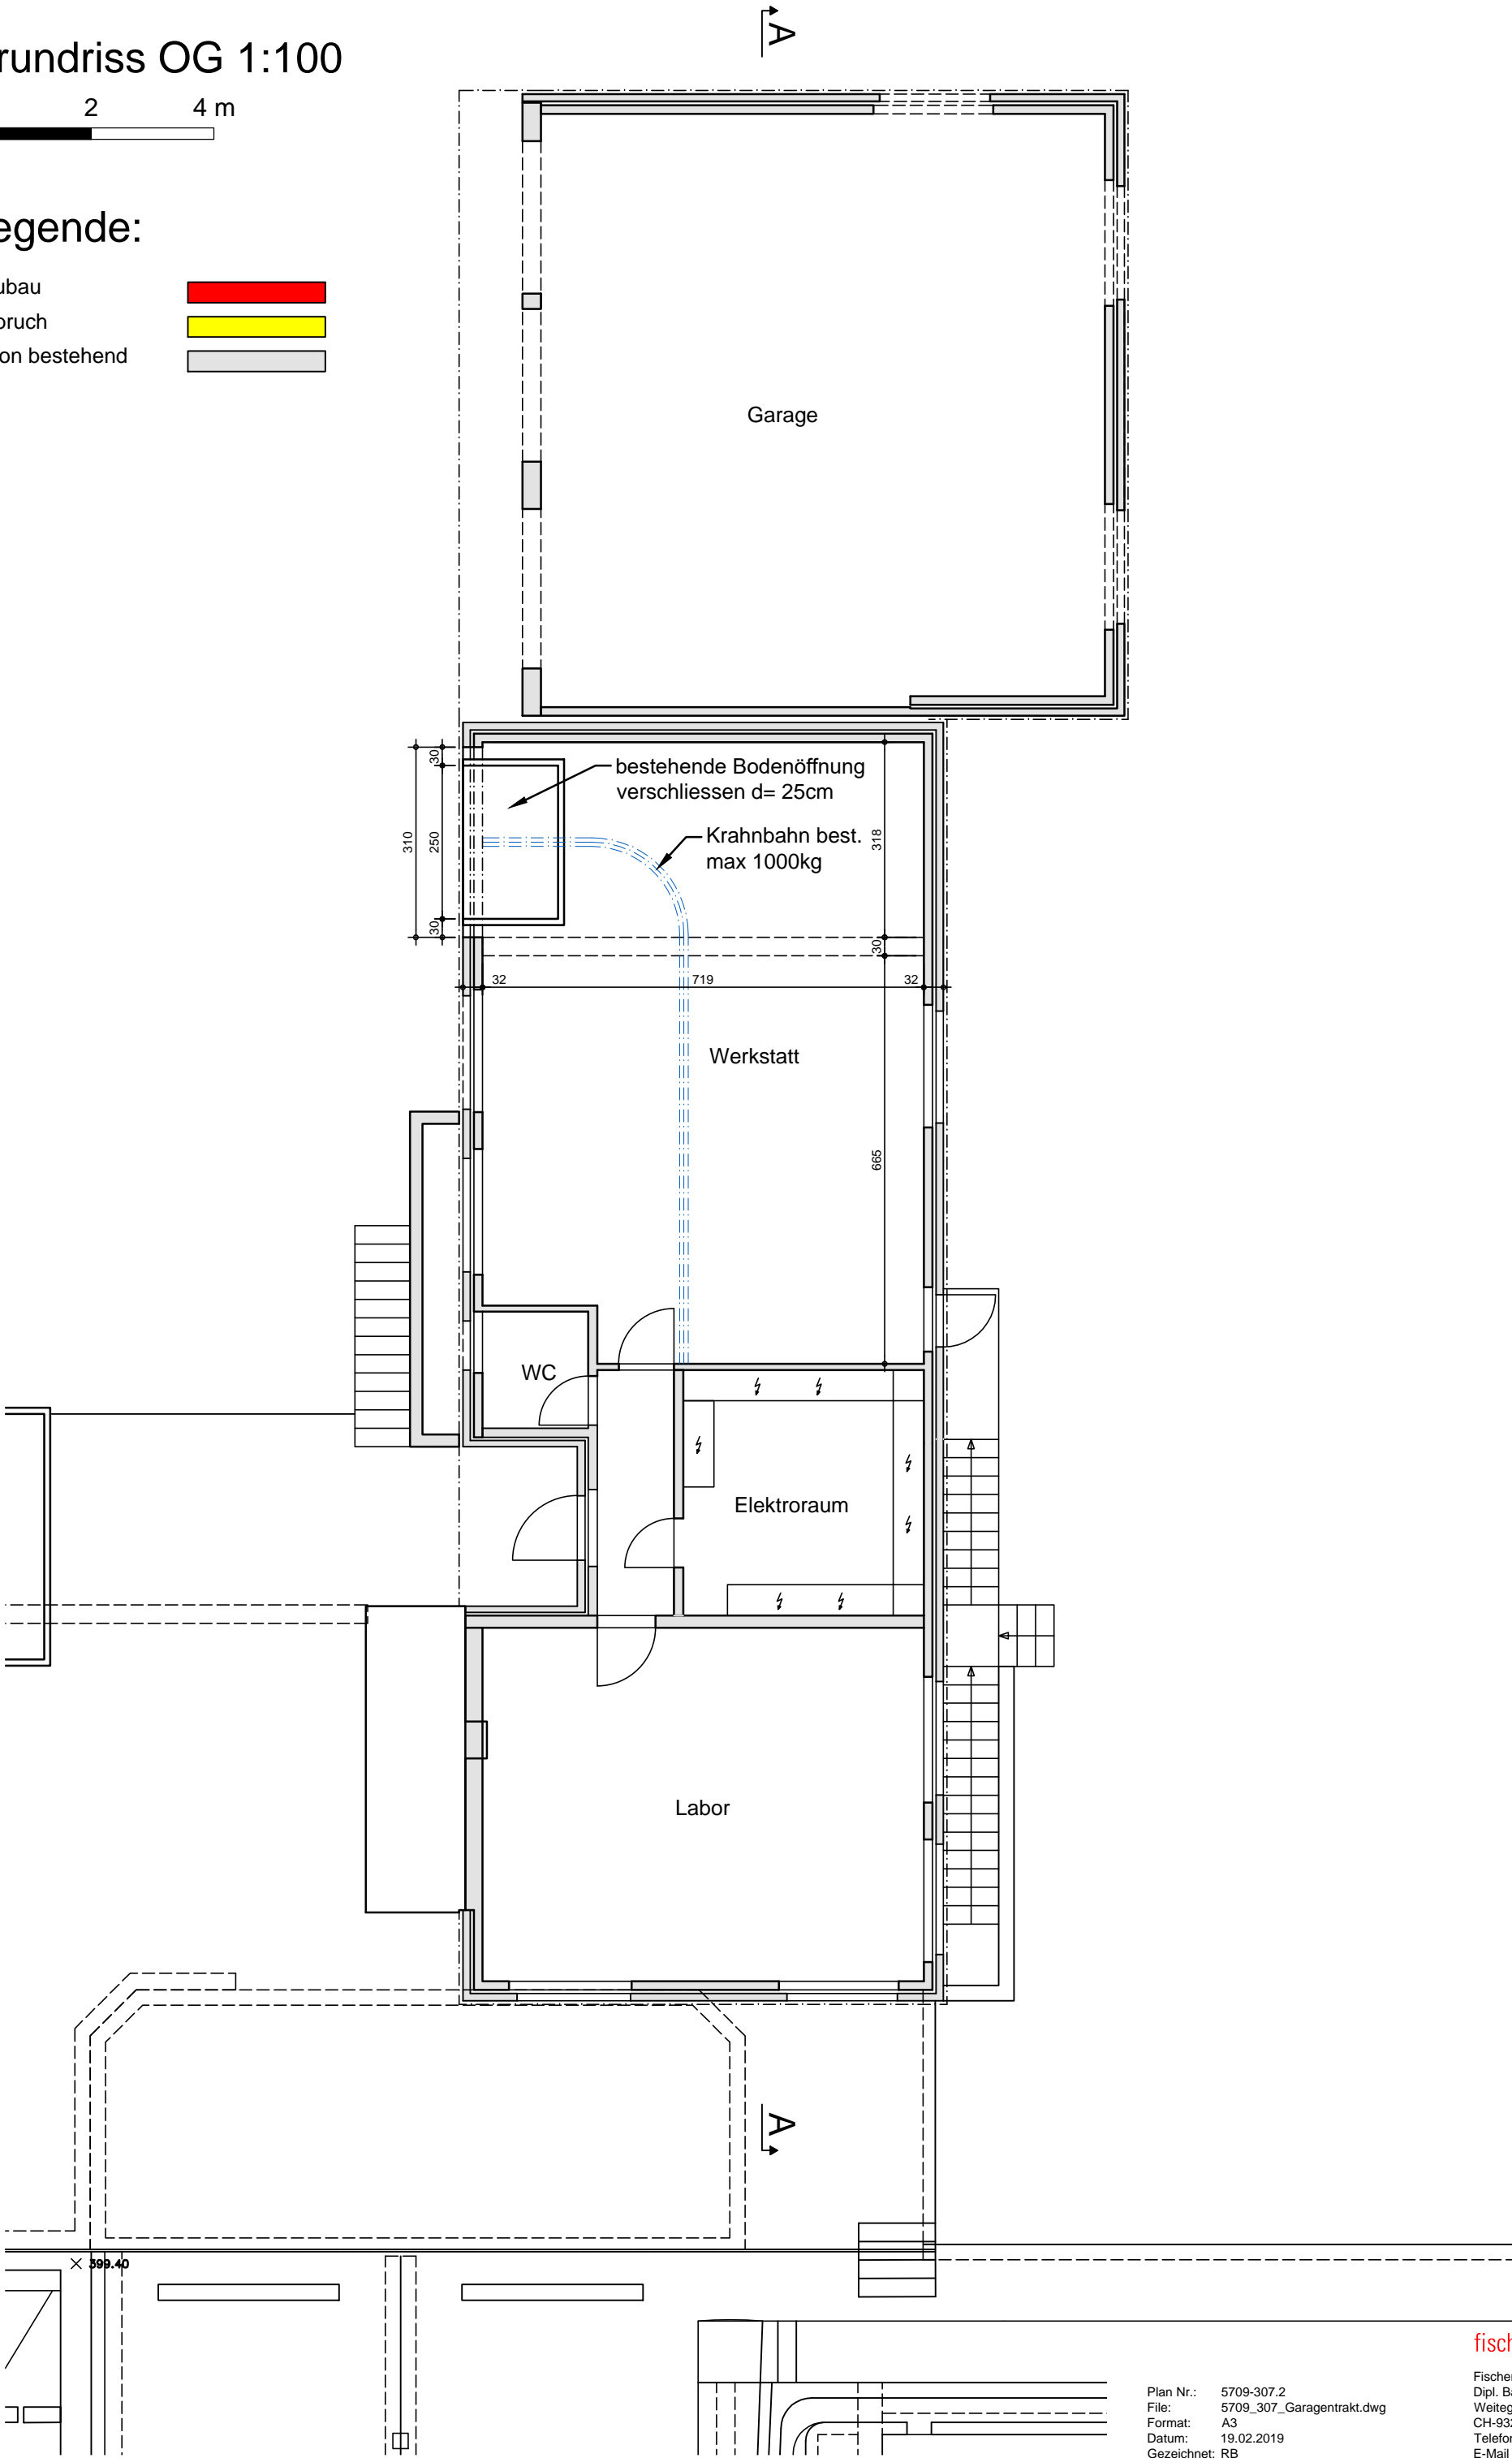 A
rundriss OG 1:100
2 4 m
egende:
ubau
bruch
on bestehend
Garage
bestehende Bodenöffnung
verschliessen d= 25cm
Krahnbahn best.
max 1000kg
30
310
250
30
318
30
32
719
32
Werkstatt
665
WC
Elektroraum
Labor
A
399.40
fisch
Fischer
Plan Nr.: 5709-307.2
Dipl. Ba
File: 5709_307_Garagentrakt.dwg
Weiteg
Format: A3
CH-932
Datum: 19.02.2019
Telefon
Gezeichnet: RB
E-Mail